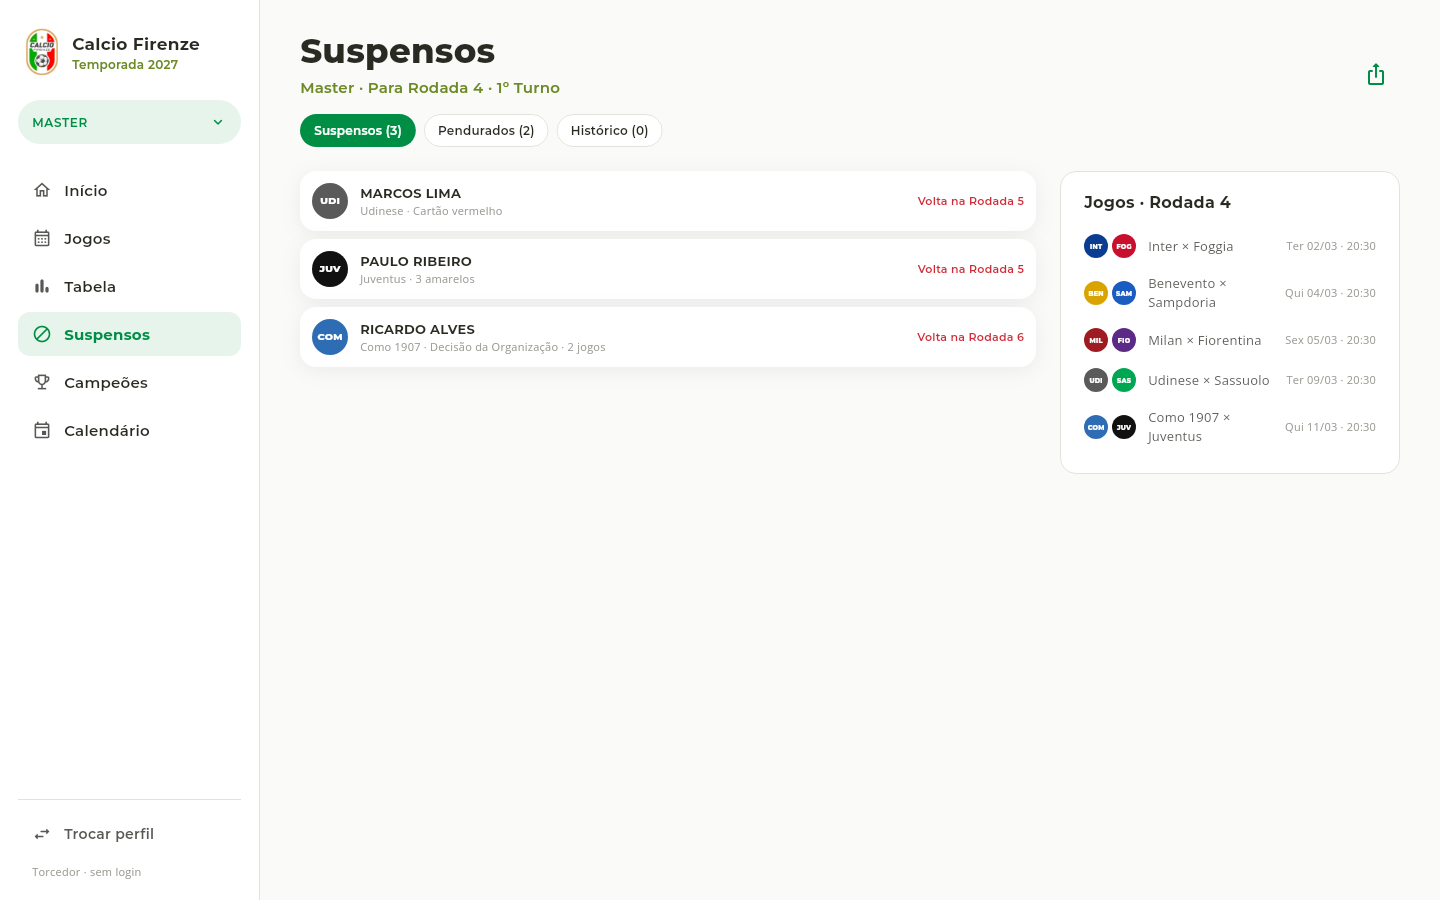 CALCIO
Calcio Firenze
Temporada 2027
MASTER
Início
Jogos
Tabela
Suspensos
Campeões
Calendário
Trocar perfil
Torcedor · sem login
Suspensos
Master · Para Rodada 4 · 1º Turno
Suspensos (3)
Pendurados (2)
Histórico (0)
UDI
MARCOS LIMA
Udinese · Cartão vermelho
Volta na Rodada 5
JUV
PAULO RIBEIRO
Juventus · 3 amarelos
Volta na Rodada 5
COM
RICARDO ALVES
Como 1907 · Decisão da Organização · 2 jogos
Volta na Rodada 6
Jogos · Rodada 4
INT FOG Inter × Foggia Ter 02/03 · 20:30
BEN SAM Benevento ×
Sampdoria Qui 04/03 · 20:30
MIL FIO Milan × Fiorentina Sex 05/03 · 20:30
UDI SAS Udinese × Sassuolo Ter 09/03 · 20:30
COM JUV Como 1907 ×
Juventus Qui 11/03 · 20:30